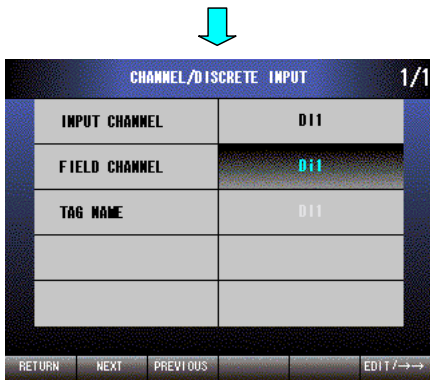 CHANNEL/DISCRETE INPUT 1/1
INPUT CHANNEL DI1
FIELD CHANNEL Di1
TAG NAME DI1
RETURN NEXT PREVIOUS EDIT/→→